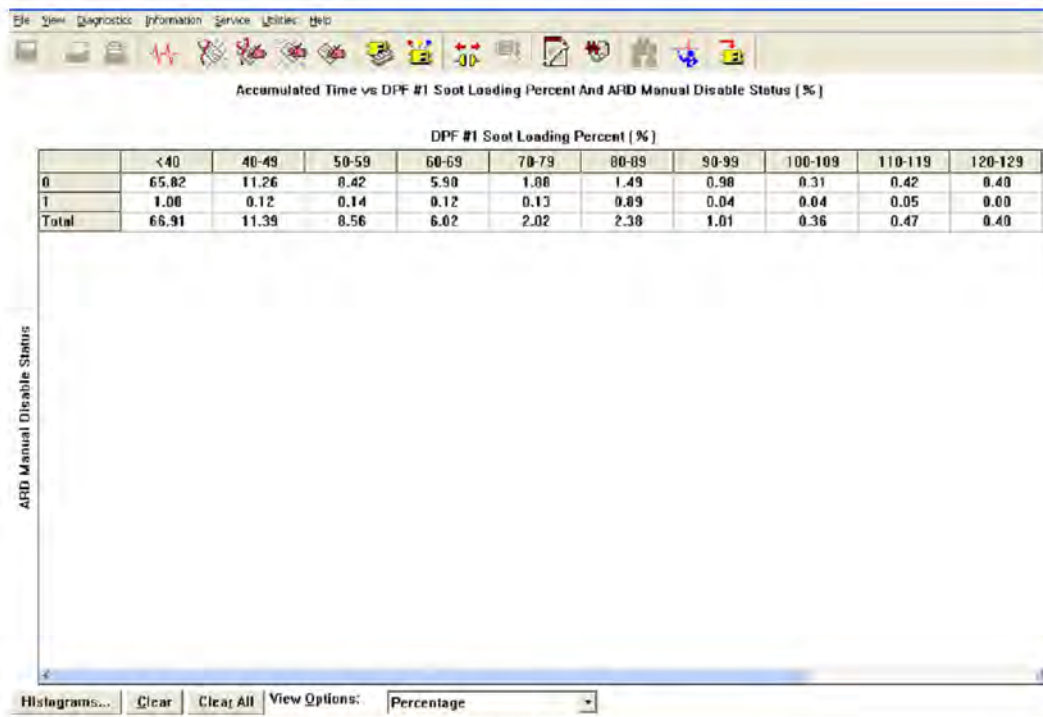 File View Diagnostics Information Service Utilities Help
Accumulated Time vs DPF #1 Soot Loading Percent And ARD Manual Disable Status ( % )
DPF #1 Soot Loading Percent ( % )
<40 40-49 50-59 60-69 70-79 80-89 90-99 100-109 110-119 120-129
0 65.82 11.26 8.42 5.90 1.88 1.49 0.98 0.31 0.42 0.40
1 1.08 0.12 0.14 0.12 0.13 0.89 0.04 0.04 0.05 0.00
Total 66.91 11.39 8.56 6.02 2.02 2.38 1.01 0.36 0.47 0.40
ARD Manual Disable Status
Histograms... Clear Clear All View Options: Percentage